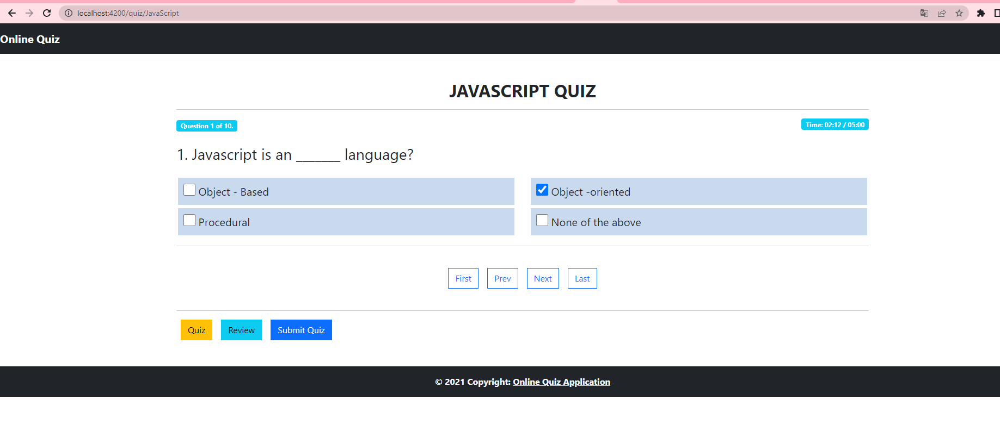 localhost:4200/quiz/JavaScript
Online Quiz
JAVASCRIPT QUIZ
Question 1 of 10.
Time: 02:12 / 05:00
1. Javascript is an _______ language?
Object - Based
Object -oriented
Procedural
None of the above
First Prev Next Last
Quiz Review Submit Quiz
© 2021 Copyright: Online Quiz Application